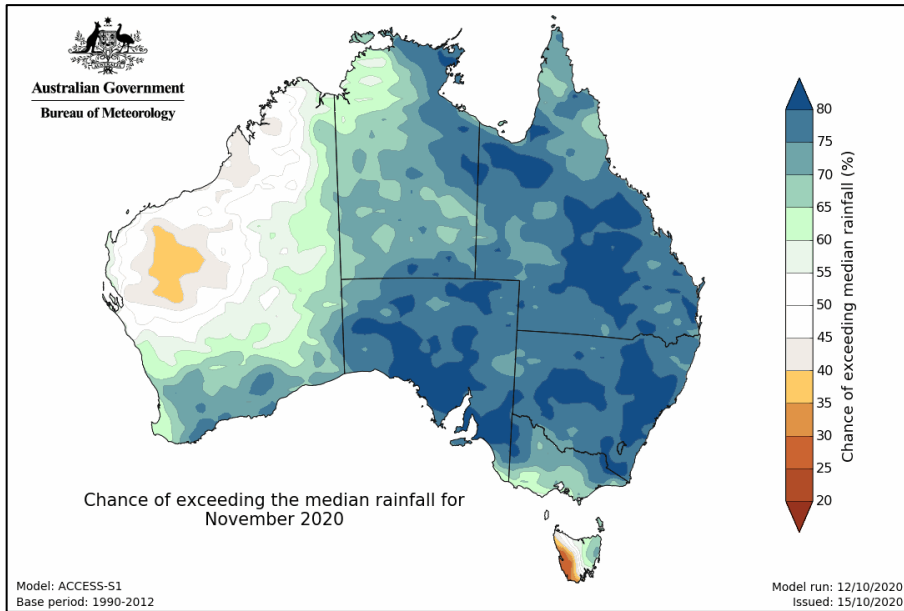 Australian Government
Bureau of Meteorology
80
75
70
65
60
55
50
45
40
35
30
25
20
Chance of exceeding median rainfall (%)
Chance of exceeding the median rainfall for
November 2020
Model: ACCESS-S1
Base period: 1990-2012
Model run: 12/10/2020
Issued: 15/10/2020